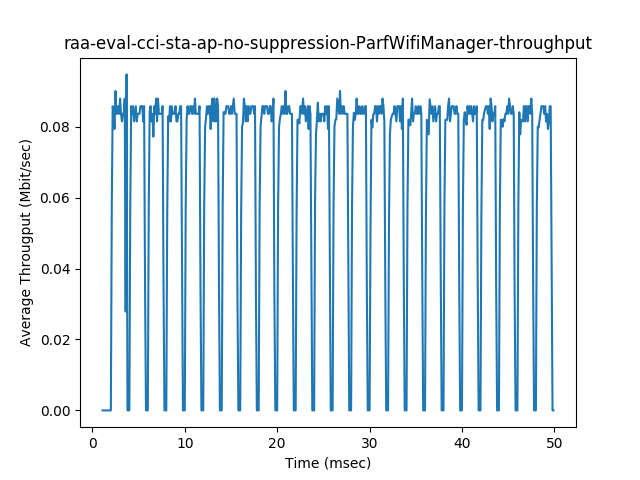 raa-eval-cci-sta-ap-no-suppression-ParfWifiManager-throughput
Average Througput (Mbit/sec)
0.08
0.06
0.04
0.02
0.00
0 10 20 30 40 50
Time (msec)